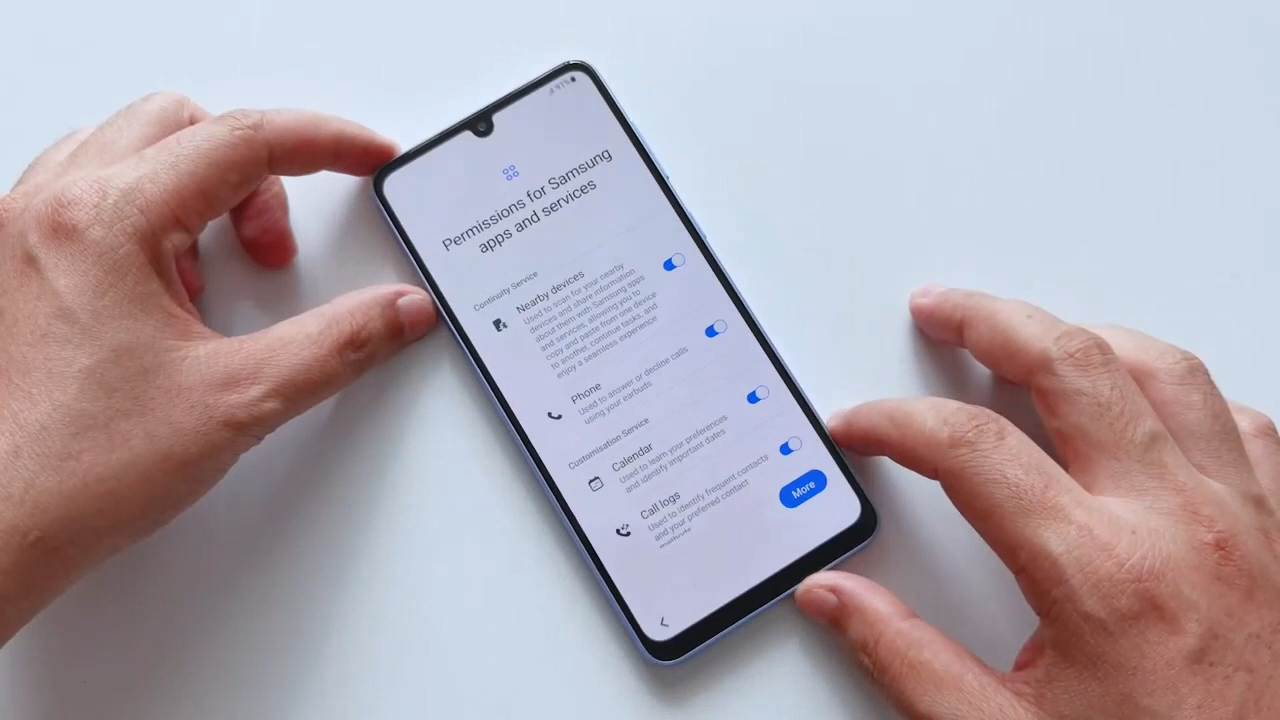 91%
Permissions for Samsung
apps and services
Continuity Service
Nearby devices
Used to scan for your nearby
devices and share information
about them with Samsung apps
and services, allowing you to
copy and paste from one device
to another, continue tasks, and
enjoy a seamless experience
Phone
Used to answer or decline calls
using your earbuds
Customisation Service
Calendar
Used to learn your preferences
and identify important dates
Call logs
Used to identify frequent contacts
and your preferred contact
More